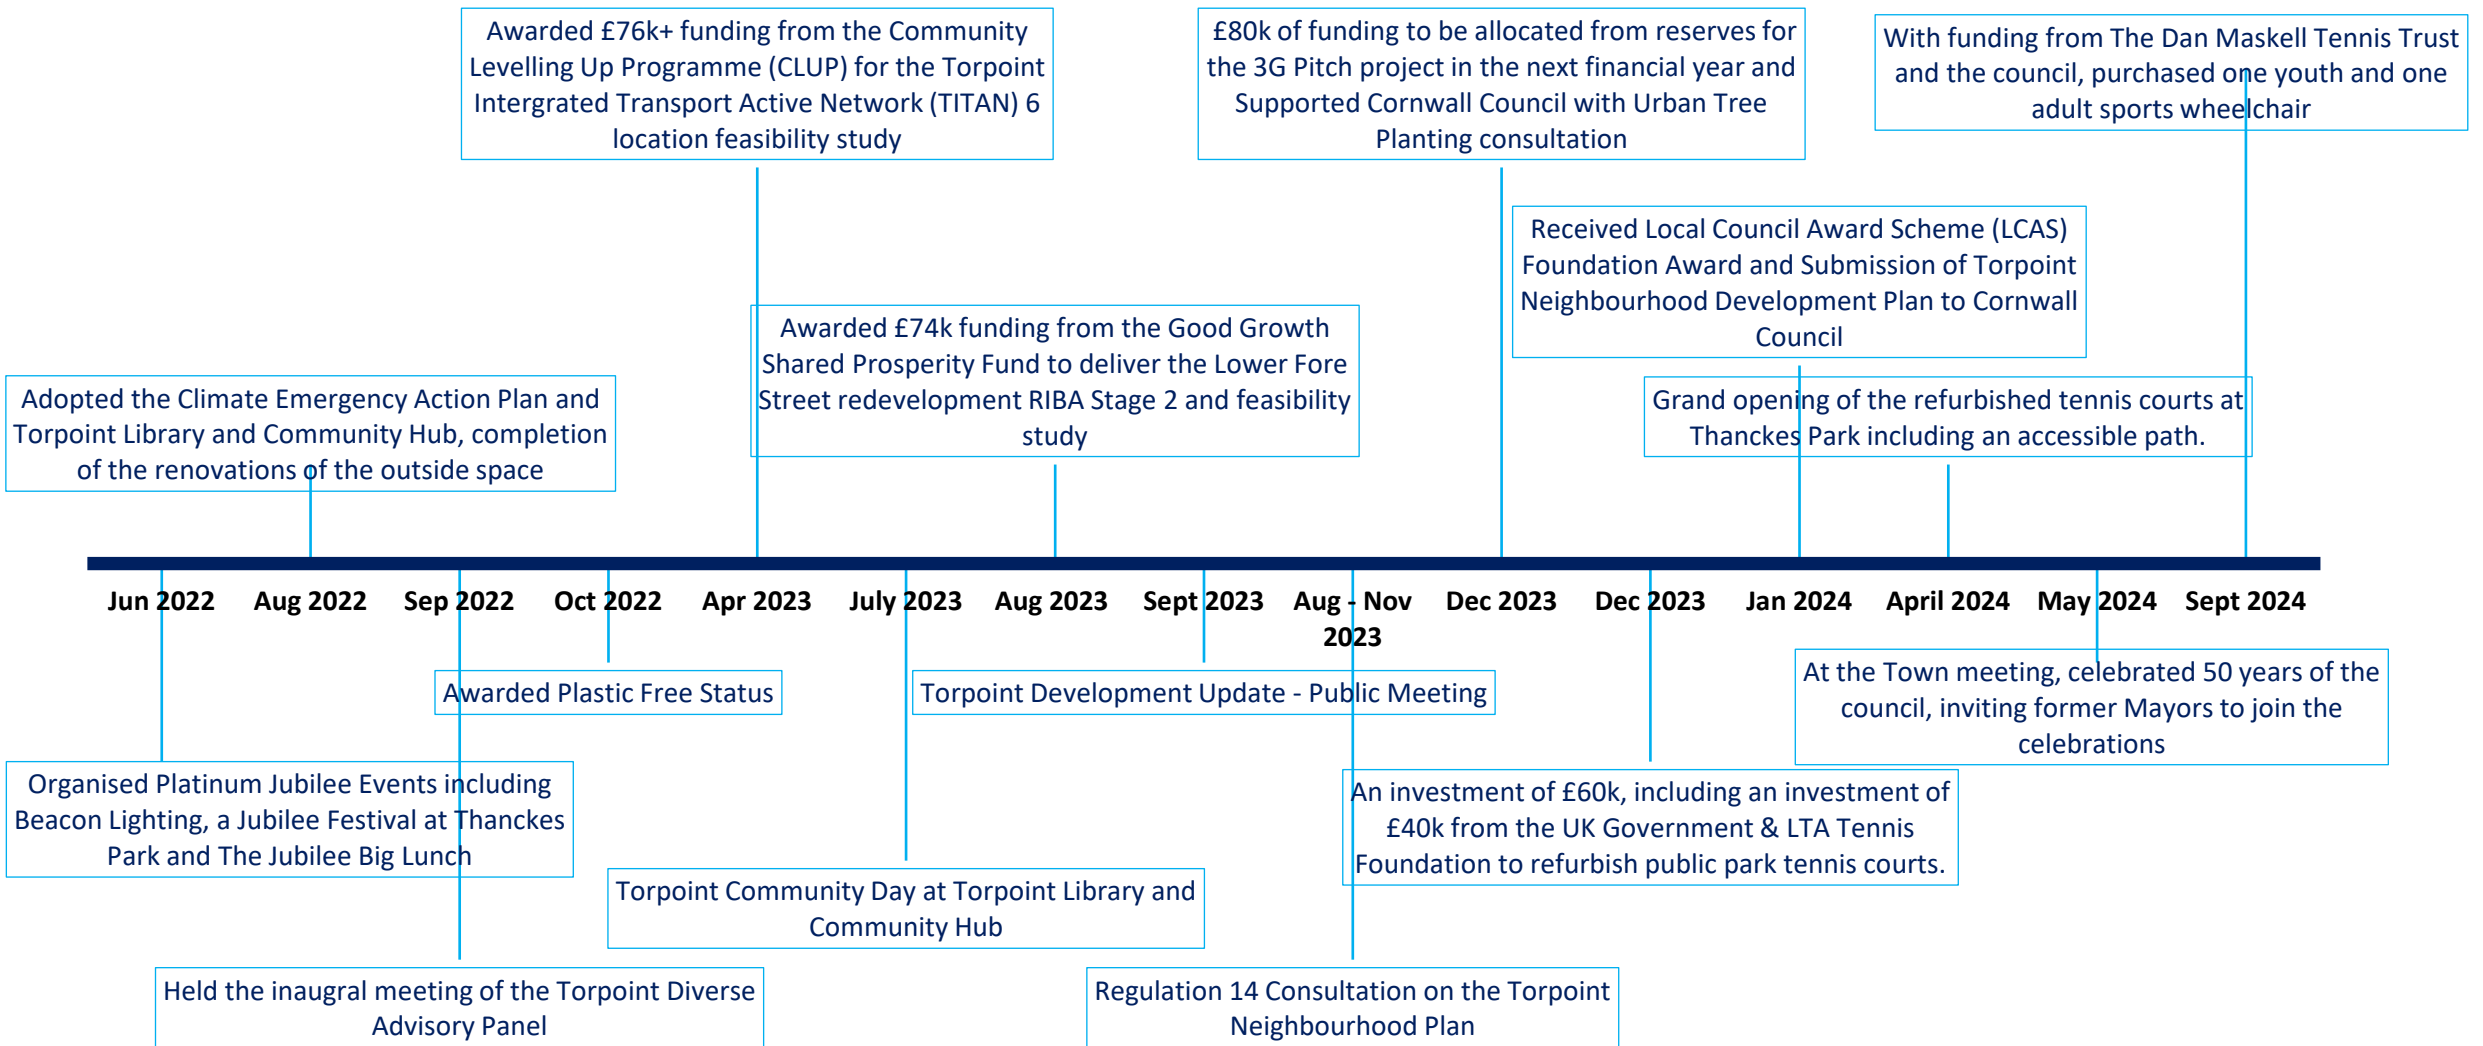 Awarded £76k+ funding from the Community
Levelling Up Programme (CLUP) for the Torpoint
Intergrated Transport Active Network (TITAN) 6
location feasibility study
£80k of funding to be allocated from reserves for
the 3G Pitch project in the next financial year and
Supported Cornwall Council with Urban Tree
Planting consultation
With funding from The Dan Maskell Tennis Trust
and the council, purchased one youth and one
adult sports wheelchair
Received Local Council Award Scheme (LCAS)
Foundation Award and Submission of Torpoint
Neighbourhood Development Plan to Cornwall
Council
Awarded £74k funding from the Good Growth
Shared Prosperity Fund to deliver the Lower Fore
Street redevelopment RIBA Stage 2 and feasibility
study
Adopted the Climate Emergency Action Plan and
Torpoint Library and Community Hub, completion
of the renovations of the outside space
Grand opening of the refurbished tennis courts at
Thanckes Park including an accessible path.
Jun 2022
Aug 2022
Sep 2022
Oct 2022
Apr 2023
July 2023
Aug 2023
Sept 2023
Aug - Nov
2023
Dec 2023
Dec 2023
Jan 2024
April 2024
May 2024
Sept 2024
Awarded Plastic Free Status
Torpoint Development Update - Public Meeting
At the Town meeting, celebrated 50 years of the
council, inviting former Mayors to join the
celebrations
Organised Platinum Jubilee Events including
Beacon Lighting, a Jubilee Festival at Thanckes
Park and The Jubilee Big Lunch
An investment of £60k, including an investment of
£40k from the UK Government & LTA Tennis
Foundation to refurbish public park tennis courts.
Torpoint Community Day at Torpoint Library and
Community Hub
Held the inaugral meeting of the Torpoint Diverse
Advisory Panel
Regulation 14 Consultation on the Torpoint
Neighbourhood Plan